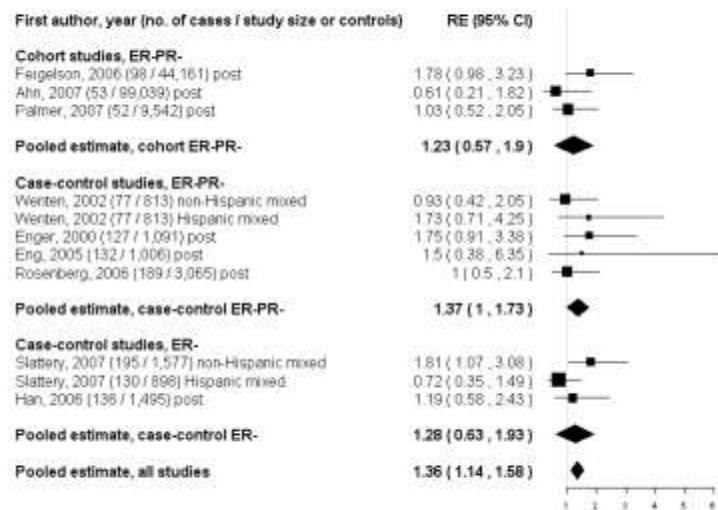 First author, year (no. of cases / study size or controls) RE (95% CI)
Cohort studies, ER-PR-
Feigelson, 2006 (98 / 44,161) post 1.78 ( 0.98 , 3.23)
Ahn, 2007 (53 / 99,039) post 0.61 ( 0.21 , 1.82)
Palmer, 2007 (52 / 9,542) post 1.03 ( 0.52 , 2.05)
Pooled estimate, cohort ER-PR- 1.23 ( 0.57 , 1.9 )
Case-control studies, ER-PR-
Wenten, 2002 (77 / 813) non-Hispanic mixed 0.93 ( 0.42 , 2.05)
Wenten, 2002 (77 / 813) Hispanic mixed 1.73 ( 0.71 , 4.25)
Enger, 2000 (127 / 1,091) post 1.75 ( 0.91 , 3.38)
Eng, 2005 (132 / 1,006) post 1.5 ( 0.38 , 6.35)
Rosenberg, 2006 (189 / 3,065) post 1 ( 0.5 , 2.1)
Pooled estimate, case-control ER-PR- 1.37 ( 1 , 1.73 )
Case-control studies, ER-
Slattery, 2007 (195 / 1,577) non-Hispanic mixed 1.81 ( 1.07 , 3.08)
Slattery, 2007 (130 / 898) Hispanic mixed 0.72 ( 0.35 , 1.49)
Han, 2006 (136 / 1,495) post 1.19 ( 0.58 , 2.43)
Pooled estimate, case-control ER- 1.28 ( 0.63 , 1.93 )
Pooled estimate, all studies 1.36 ( 1.14 , 1.58 )
1 2 3 4 5 6